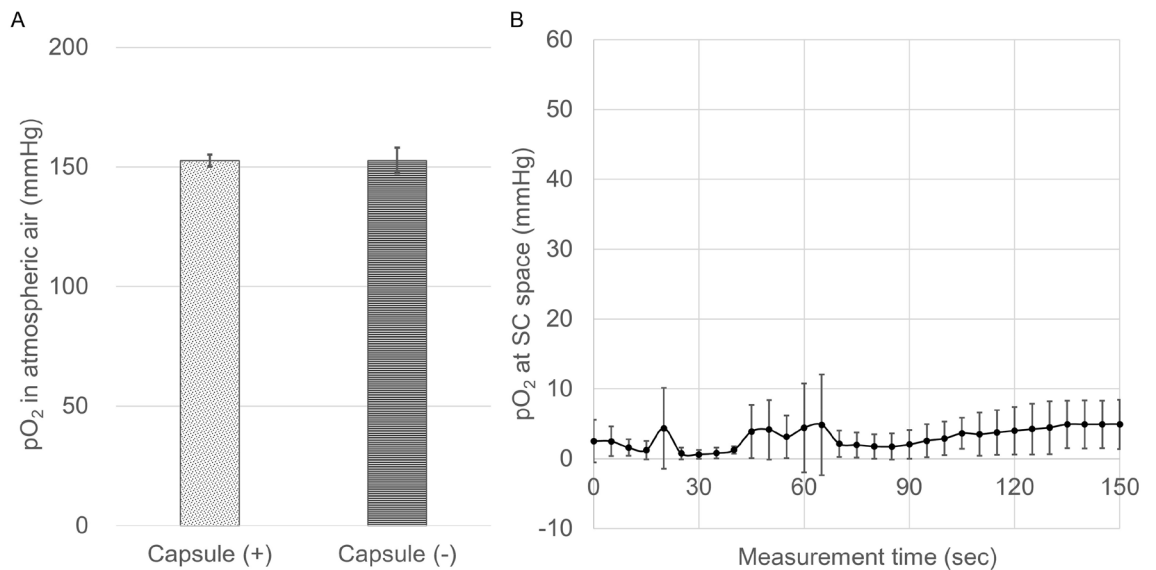 A
pO2 in atmospheric air (mmHg)
200
150
100
50
0
Capsule (+)
Capsule (-)
B
pO2 at SC space (mmHg)
60
50
40
30
20
10
0
-10
0
30
60
90
120
150
Measurement time (sec)